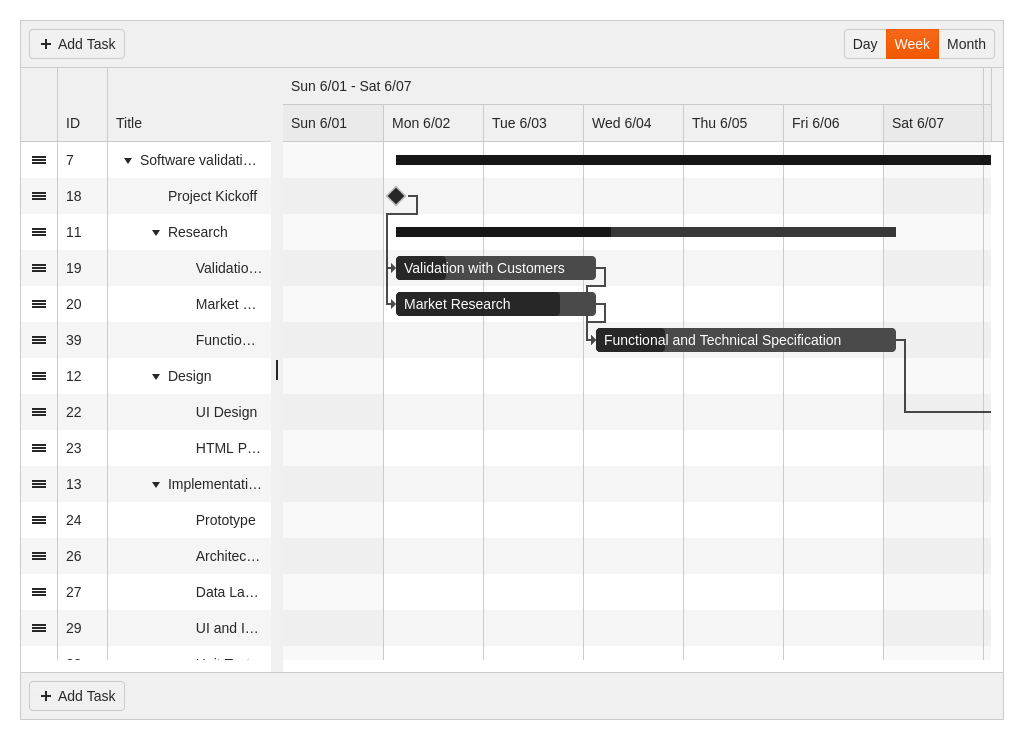 Add Task
Day Week Month
Sun 6/01 - Sat 6/07
ID Title Sun 6/01 Mon 6/02 Tue 6/03 Wed 6/04 Thu 6/05 Fri 6/06 Sat 6/07
7 Software validati…
18 Project Kickoff
11 Research
19 Validatio… Validation with Customers
20 Market … Market Research
39 Functio… Functional and Technical Specification
12 Design
22 UI Design
23 HTML P…
13 Implementati…
24 Prototype
26 Architec…
27 Data La…
29 UI and I…
Add Task